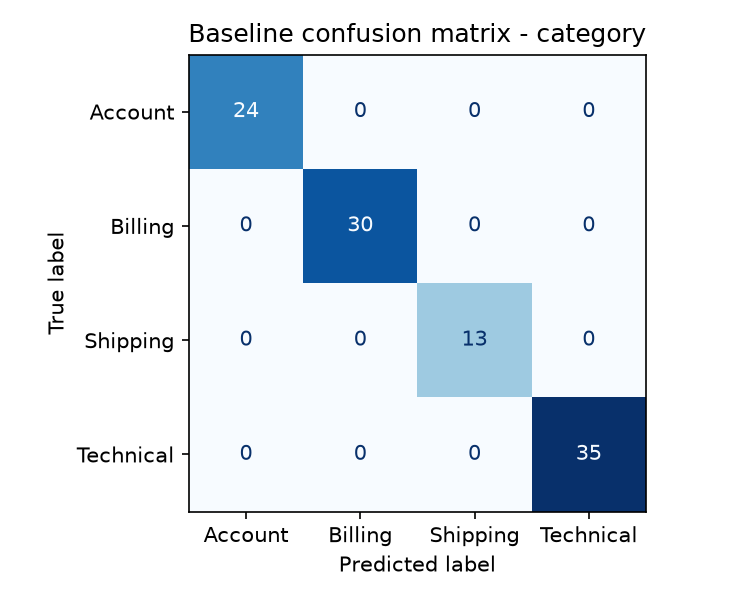 Baseline confusion matrix - category
Account 24 0 0 0
Billing 0 30 0 0
Shipping 0 0 13 0
Technical 0 0 0 35
True label
Account Billing Shipping Technical
Predicted label